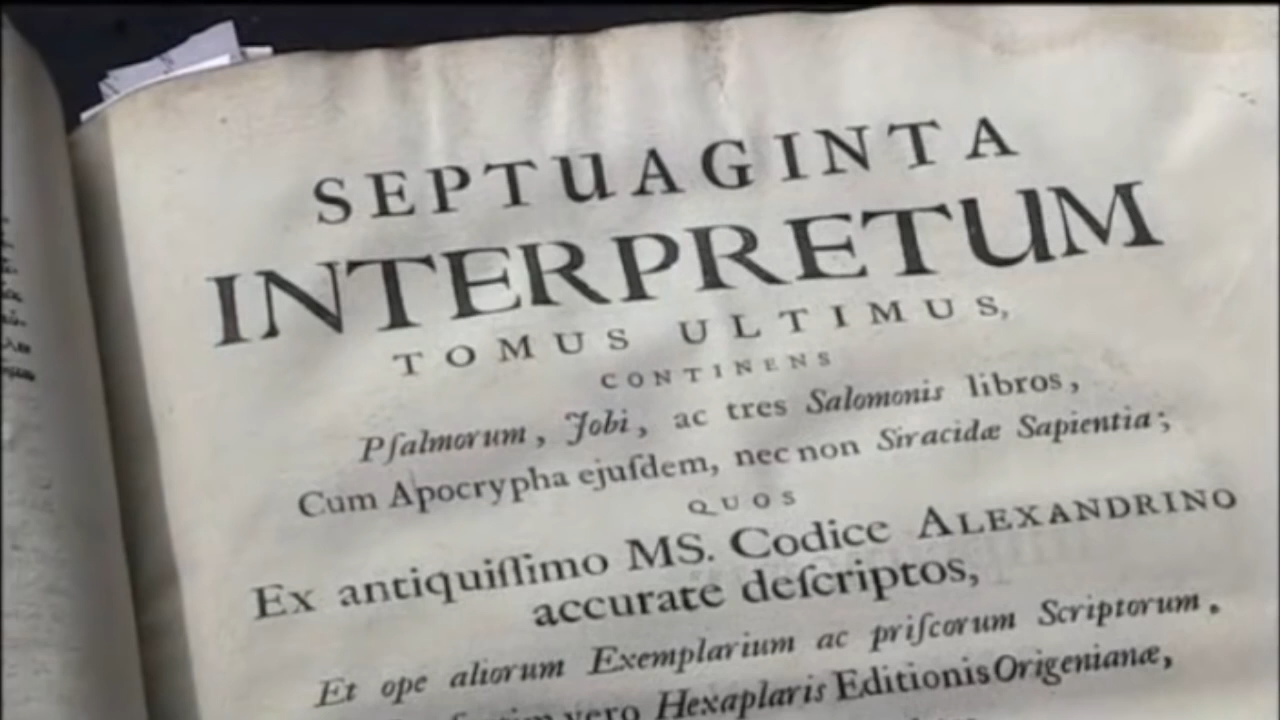 SEPTUAGINTA
INTERPRETUM
TOMUS ULTIMUS,
CONTINENS
Pſalmorum, Jobi, ac tres Salomonis libros,
Cum Apocrypha ejuſdem, nec non Siracidæ Sapientia;
QUOS
Ex antiquiſſimo MS. Codice ALEXANDRINO
accurate deſcriptos,
Et ope aliorum Exemplarium ac priſcorum Scriptorum,
vero Hexaplaris Editionis Origenianæ,